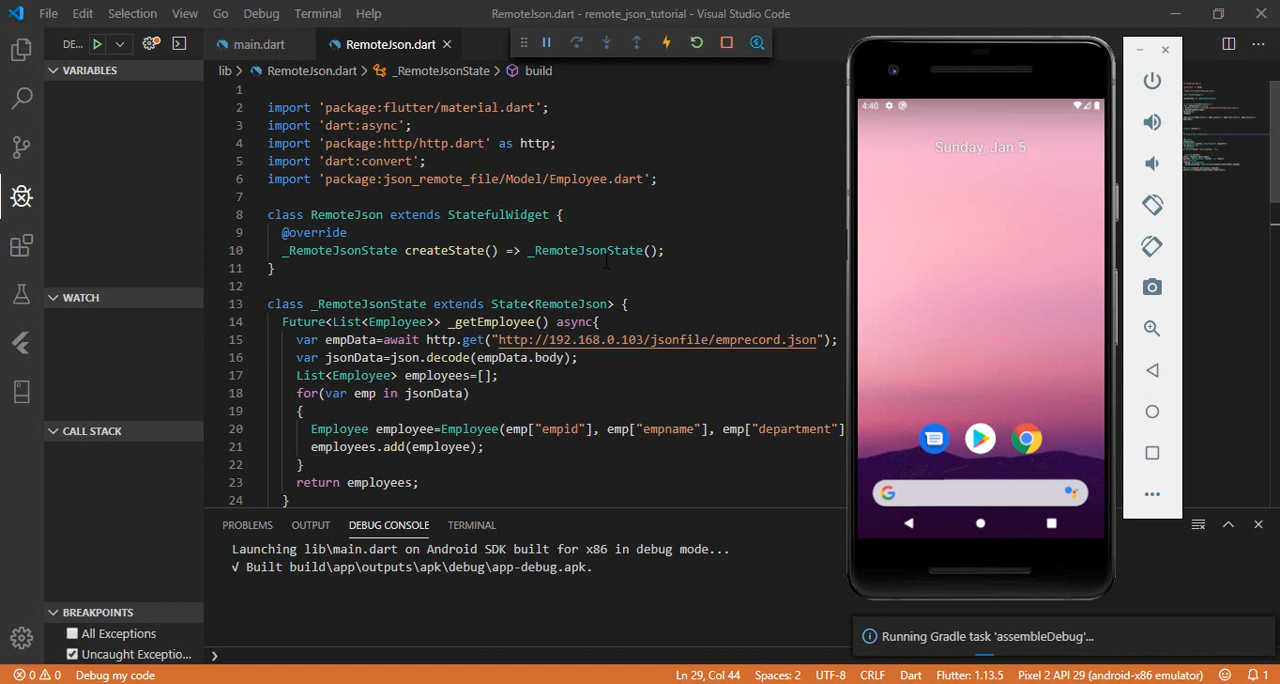 File Edit Selection View Go Debug Terminal Help RemoteJson.dart - remote_json_tutorial - Visual Studio Code
DE...
main.dart RemoteJson.dart
lib > RemoteJson.dart > _RemoteJsonState > build
VARIABLES
WATCH
CALL STACK
BREAKPOINTS
All Exceptions
Uncaught Exceptio...
1
2 import 'package:flutter/material.dart';
3 import 'dart:async';
4 import 'package:http/http.dart' as http;
5 import 'dart:convert';
6 import 'package:json_remote_file/Model/Employee.dart';
7
8 class RemoteJson extends StatefulWidget {
9 @override
10 _RemoteJsonState createState() => _RemoteJsonState();
11 }
12
13 class _RemoteJsonState extends State<RemoteJson> {
14 Future<List<Employee>> _getEmployee() async{
15 var empData=await http.get("http://192.168.0.103/jsonfile/emprecord.json");
16 var jsonData=json.decode(empData.body);
17 List<Employee> employees=[];
18 for(var emp in jsonData)
19 {
20 Employee employee=Employee(emp["empid"], emp["empname"], emp["department"]
21 employees.add(employee);
22 }
23 return employees;
24 }
PROBLEMS OUTPUT DEBUG CONSOLE TERMINAL
Launching lib\main.dart on Android SDK built for x86 in debug mode...
√ Built build\app\outputs\apk\debug\app-debug.apk.
4:40
Sunday, Jan 5
Running Gradle task 'assembleDebug'...
0 0 Debug my code Ln 29, Col 44 Spaces: 2 UTF-8 CRLF Dart Flutter: 1.13.5 Pixel 2 API 29 (android-x86 emulator) 1